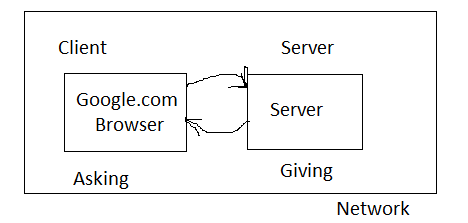 Client
Server
Google.com
Browser
Server
Asking
Giving
Network